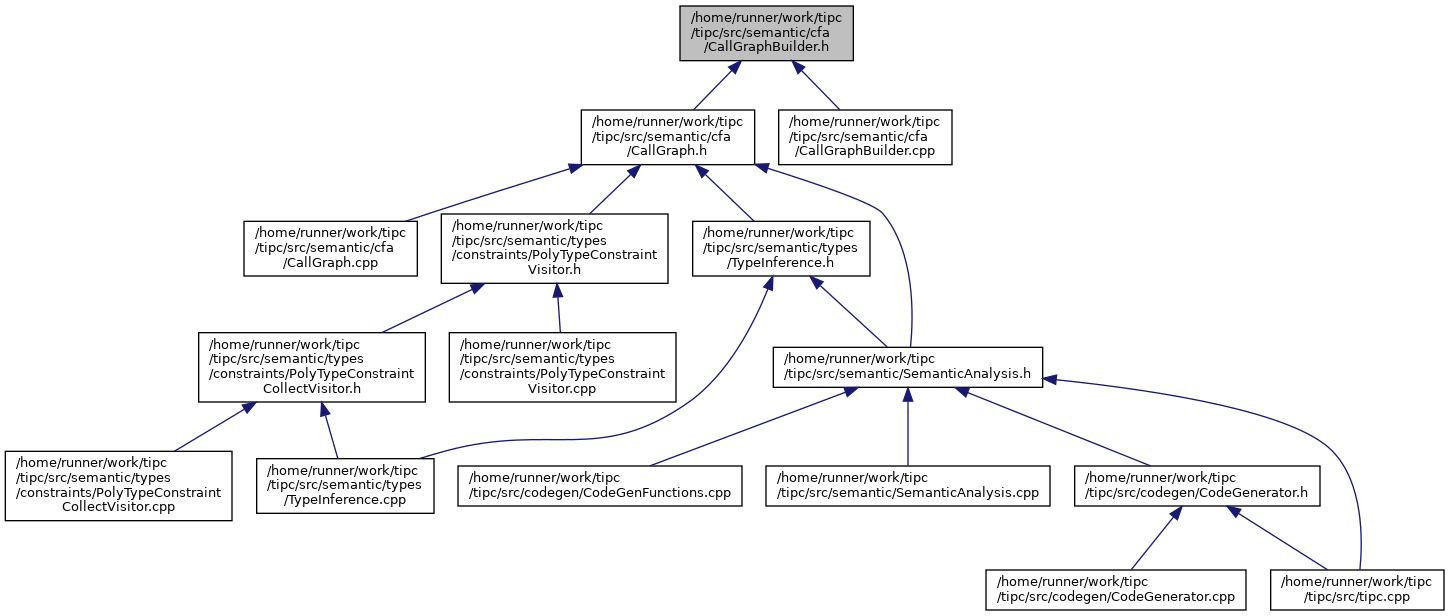 /home/runner/work/tipc
/tipc/src/semantic/cfa
/CallGraphBuilder.h
/home/runner/work/tipc
/tipc/src/semantic/cfa
/CallGraph.h
/home/runner/work/tipc
/tipc/src/semantic/cfa
/CallGraphBuilder.cpp
/home/runner/work/tipc
/tipc/src/semantic/cfa
/CallGraph.cpp
/home/runner/work/tipc
/tipc/src/semantic/types
/constraints/PolyTypeConstraint
Visitor.h
/home/runner/work/tipc
/tipc/src/semantic/types
/TypeInference.h
/home/runner/work/tipc
/tipc/src/semantic/types
/constraints/PolyTypeConstraint
CollectVisitor.h
/home/runner/work/tipc
/tipc/src/semantic/types
/constraints/PolyTypeConstraint
Visitor.cpp
/home/runner/work/tipc
/tipc/src/semantic/SemanticAnalysis.h
/home/runner/work/tipc
/tipc/src/semantic/types
/constraints/PolyTypeConstraint
CollectVisitor.cpp
/home/runner/work/tipc
/tipc/src/semantic/types
/TypeInference.cpp
/home/runner/work/tipc
/tipc/src/codegen/CodeGenFunctions.cpp
/home/runner/work/tipc
/tipc/src/semantic/SemanticAnalysis.cpp
/home/runner/work/tipc
/tipc/src/codegen/CodeGenerator.h
/home/runner/work/tipc
/tipc/src/codegen/CodeGenerator.cpp
/home/runner/work/tipc
/tipc/src/tipc.cpp